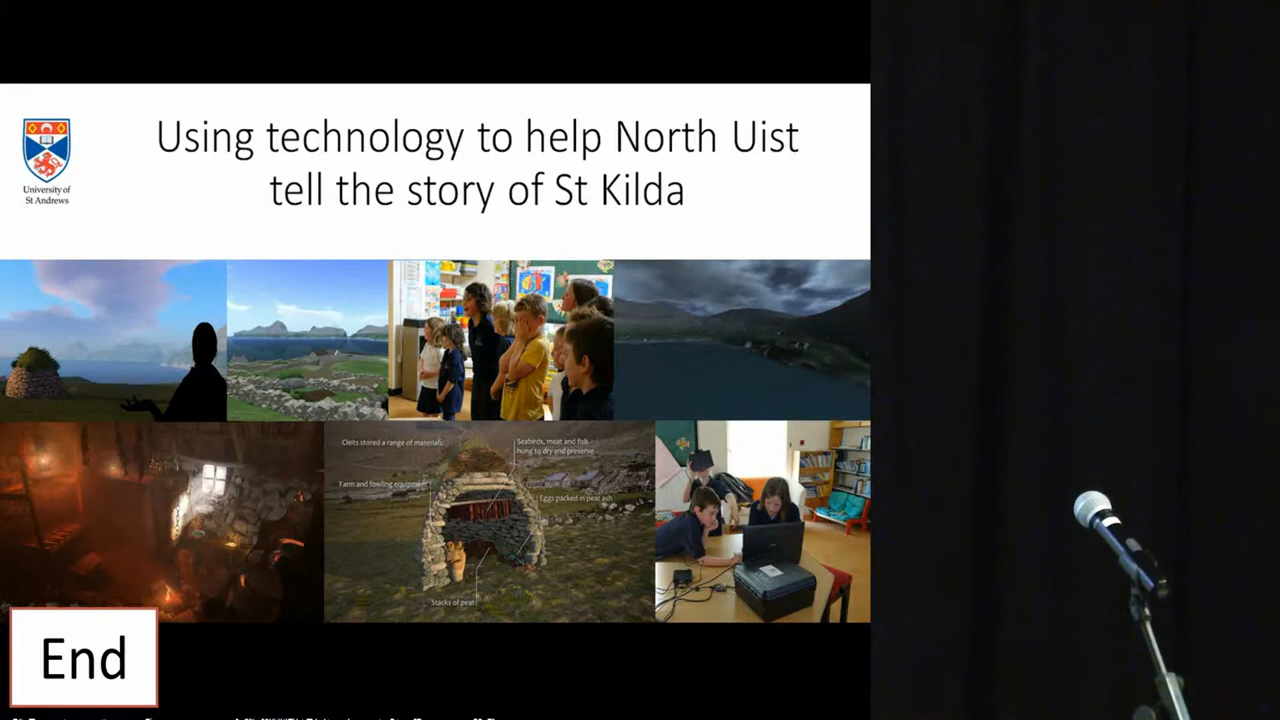 Using technology to help North Uist
tell the story of St Kilda
University of
St Andrews
Cleits stored a range of materials:
Seabirds, meat and fish
hung to dry and preserve
Farm and fowling equipment
Eggs packed in peat ash
Stacks of peat
End